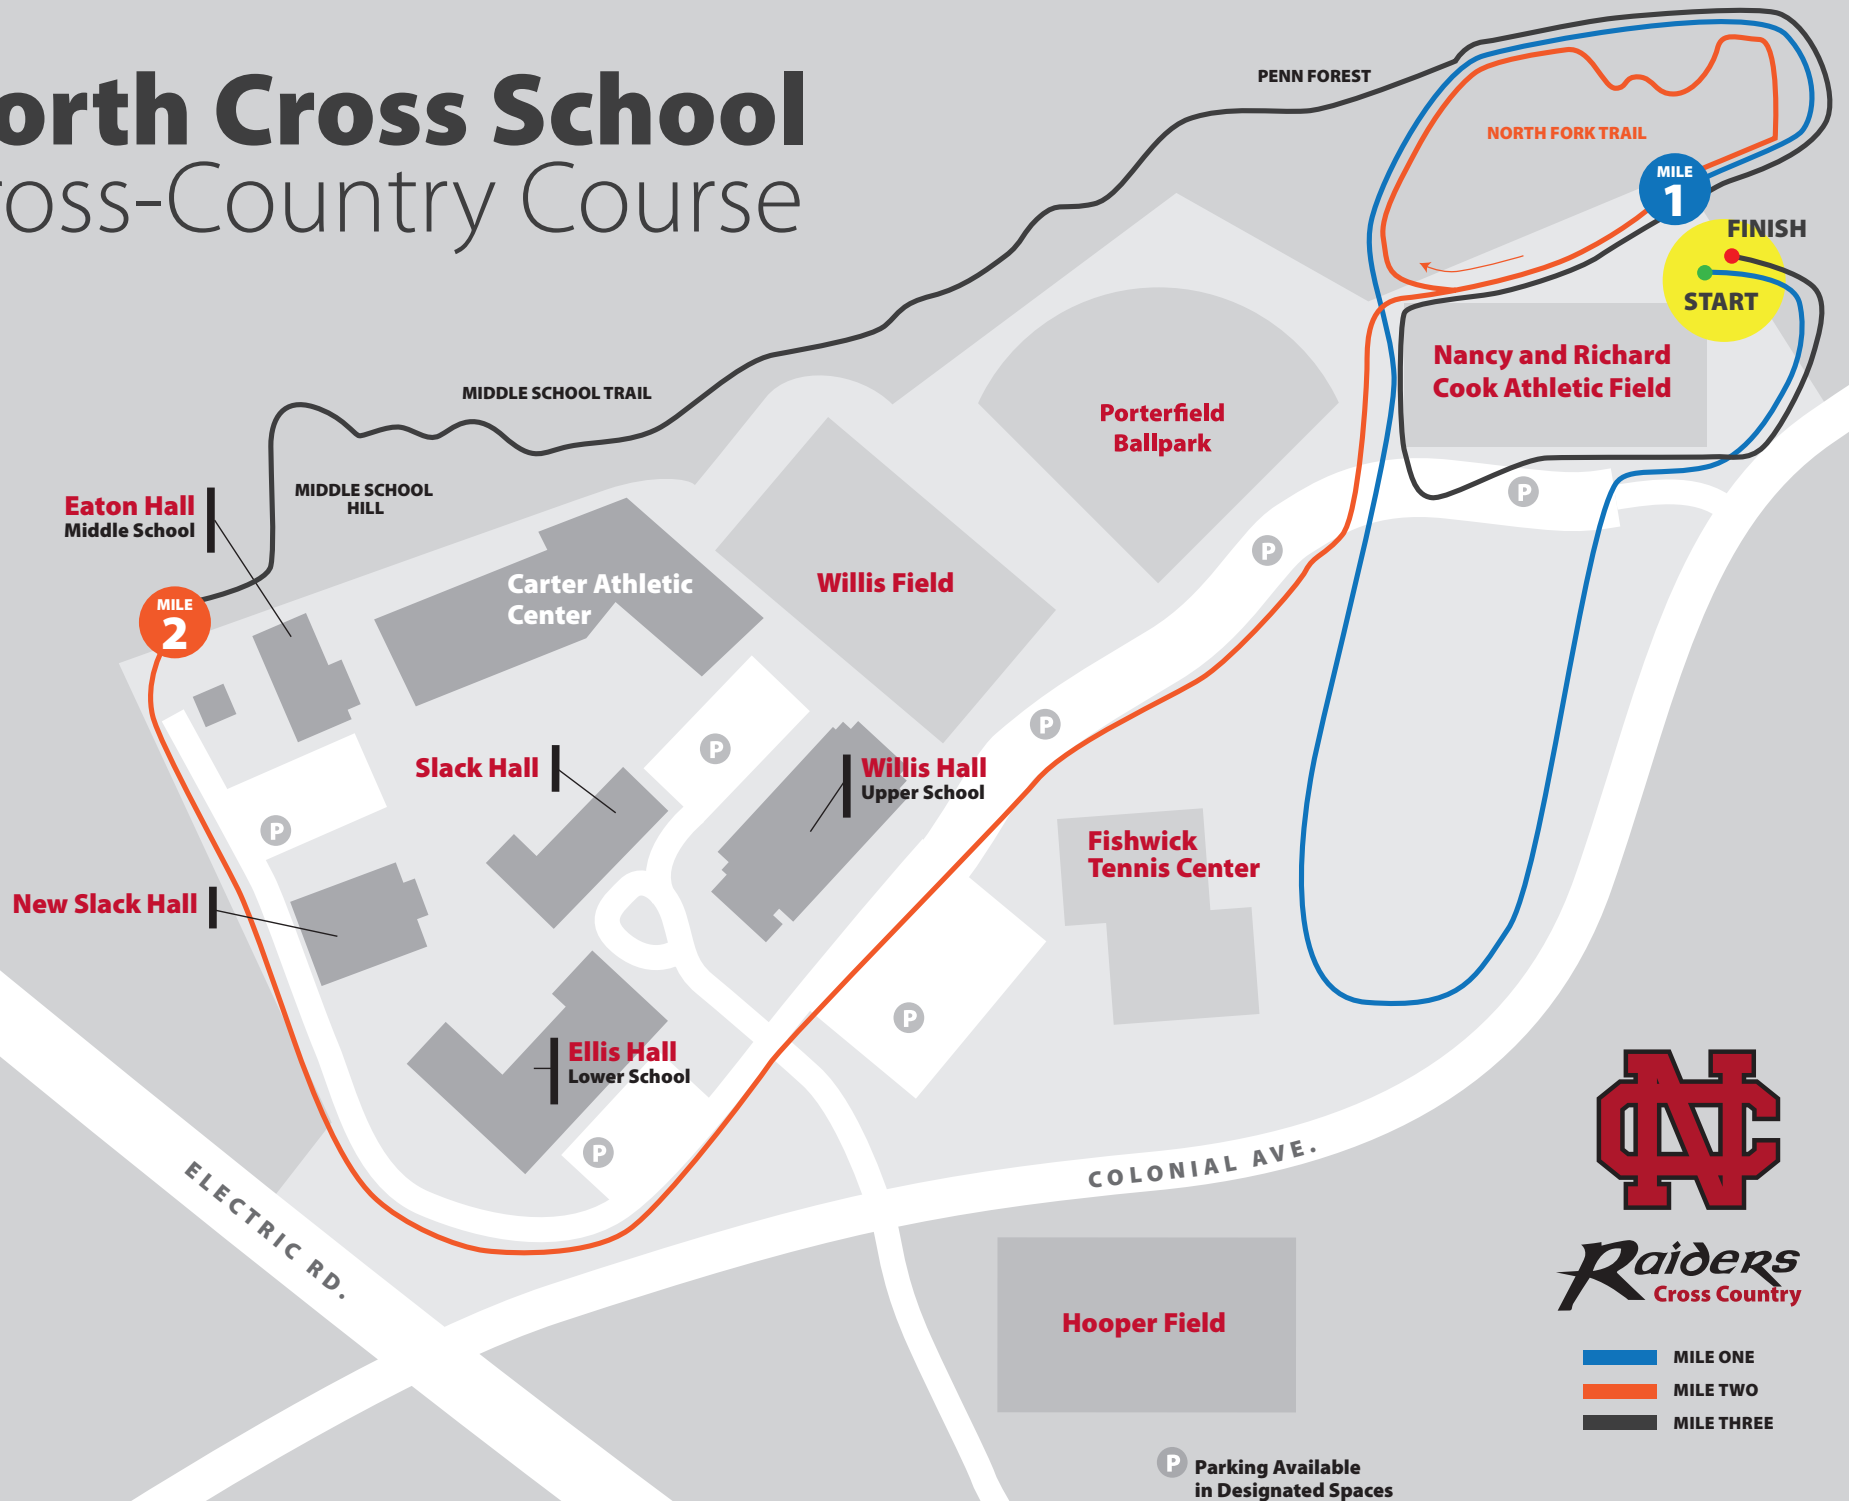 orth Cross School
ross-Country Course
PENN FOREST
NORTH FORK TRAIL
MILE
1
FINISH
START
Nancy and Richard
Cook Athletic Field
MIDDLE SCHOOL TRAIL
Porterfield
Ballpark
MIDDLE SCHOOL
HILL
Eaton Hall
Middle School
P
P
Carter Athletic
Center
Willis Field
MILE
2
P
P
Slack Hall
Willis Hall
Upper School
P
Fishwick
Tennis Center
New Slack Hall
P
Ellis Hall
Lower School
P
COLONIAL AVE.
ELECTRIC RD.
NC
Raiders
Cross Country
Hooper Field
MILE ONE
MILE TWO
MILE THREE
P Parking Available
in Designated Spaces